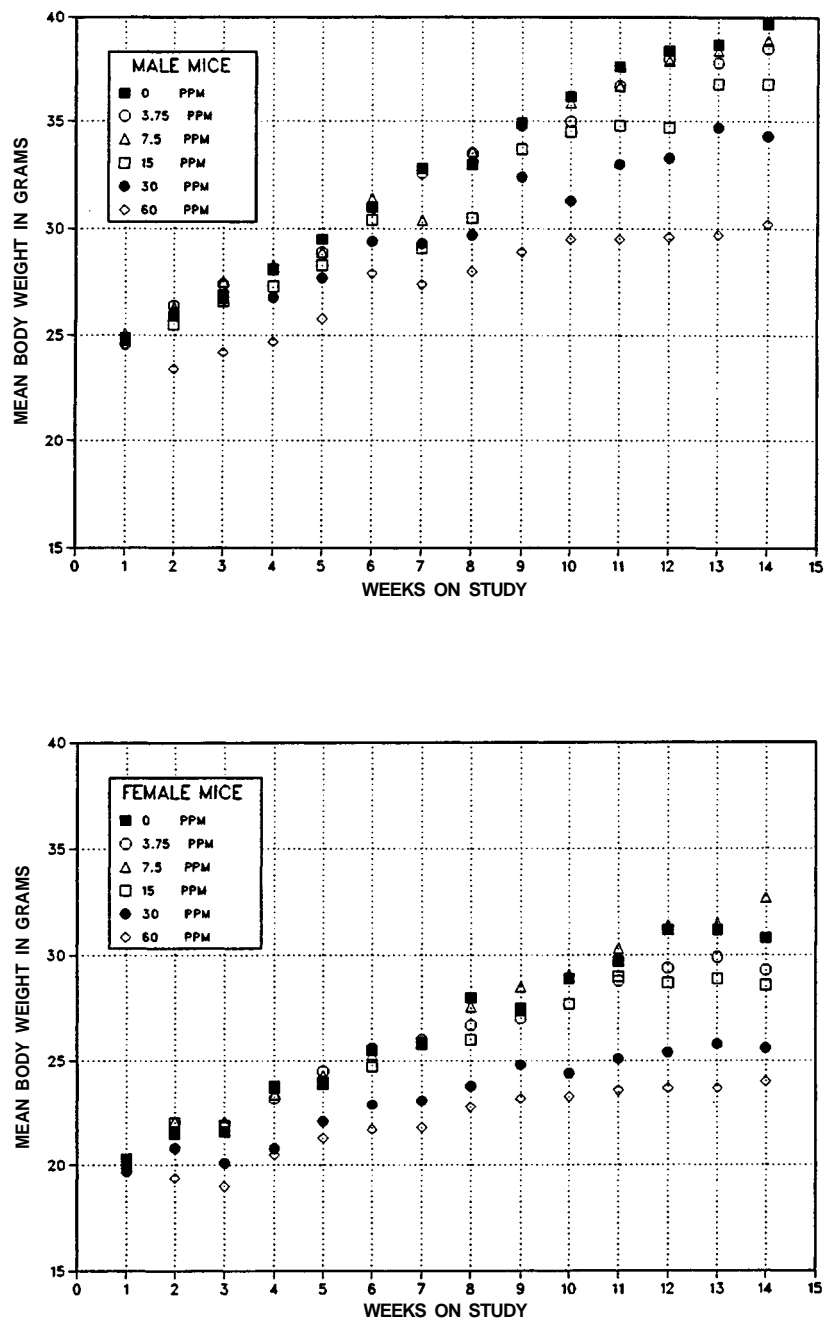 40
35
30
25
20
15
MEAN BODY WEIGHT IN GRAMS
MALE MICE
0 PPM
3.75 PPM
7.5 PPM
15 PPM
30 PPM
60 PPM
0 1 2 3 4 5 6 7 8 9 10 11 12 13 14 15
WEEKS ON STUDY
40
35
30
25
20
15
MEAN BODY WEIGHT IN GRAMS
FEMALE MICE
0 PPM
3.75 PPM
7.5 PPM
15 PPM
30 PPM
60 PPM
0 1 2 3 4 5 6 7 8 9 10 11 12 13 14 15
WEEKS ON STUDY